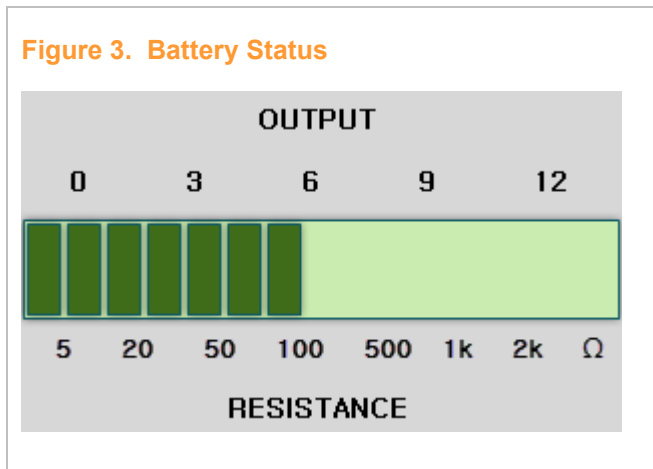 Figure 3. Battery Status
OUTPUT
0 3 6 9 12
5 20 50 100 500 1k 2k Ω
RESISTANCE